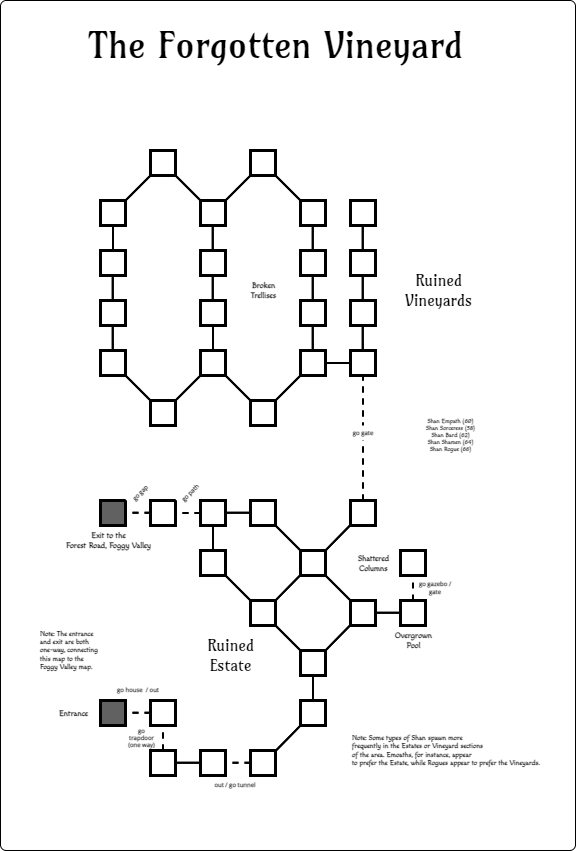 The Forgotten Vineyard
Broken
Trellises
Ruined
Vineyards
Shan Empath (60)
Shan Sorceress (58)
Shan Bard (62)
Shan Shaman (64)
Shan Rogue (66)
go gate
go gap
go path
Exit to the
Forest Road, Foggy Valley
Shattered
Columns
go gazebo /
gate
Overgrown
Pool
Note: The entrance
and exit are both
one-way, connecting
this map to the
Foggy Valley map.
Ruined
Estate
go house / out
Entrance
go
trapdoor
(one way)
out / go tunnel
Note: Some types of Shan spawn more
frequently in the Estates or Vineyard sections
of the area. Empaths, for instance, appear
to prefer the Estate, while Rogues appear to prefer the Vineyards.